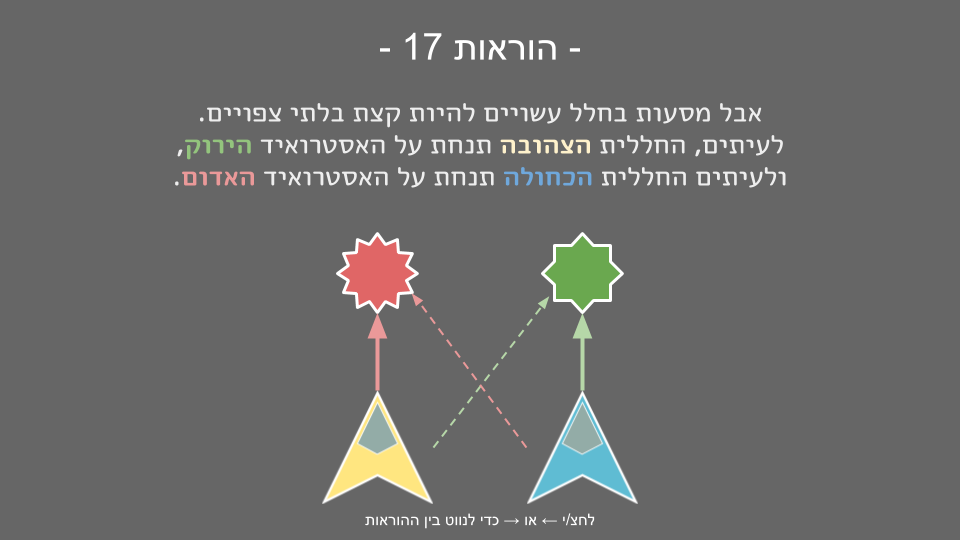 - הוראות 17 -
אבל מסעות בחלל עשויים להיות קצת בלתי צפויים.
לעיתים, החללית הצהובה תנחת על האסטרואיד הירוק,
ולעיתים החללית הכחולה תנחת על האסטרואיד האדום.
לחצ/י ← או → כדי לנווט בין ההוראות